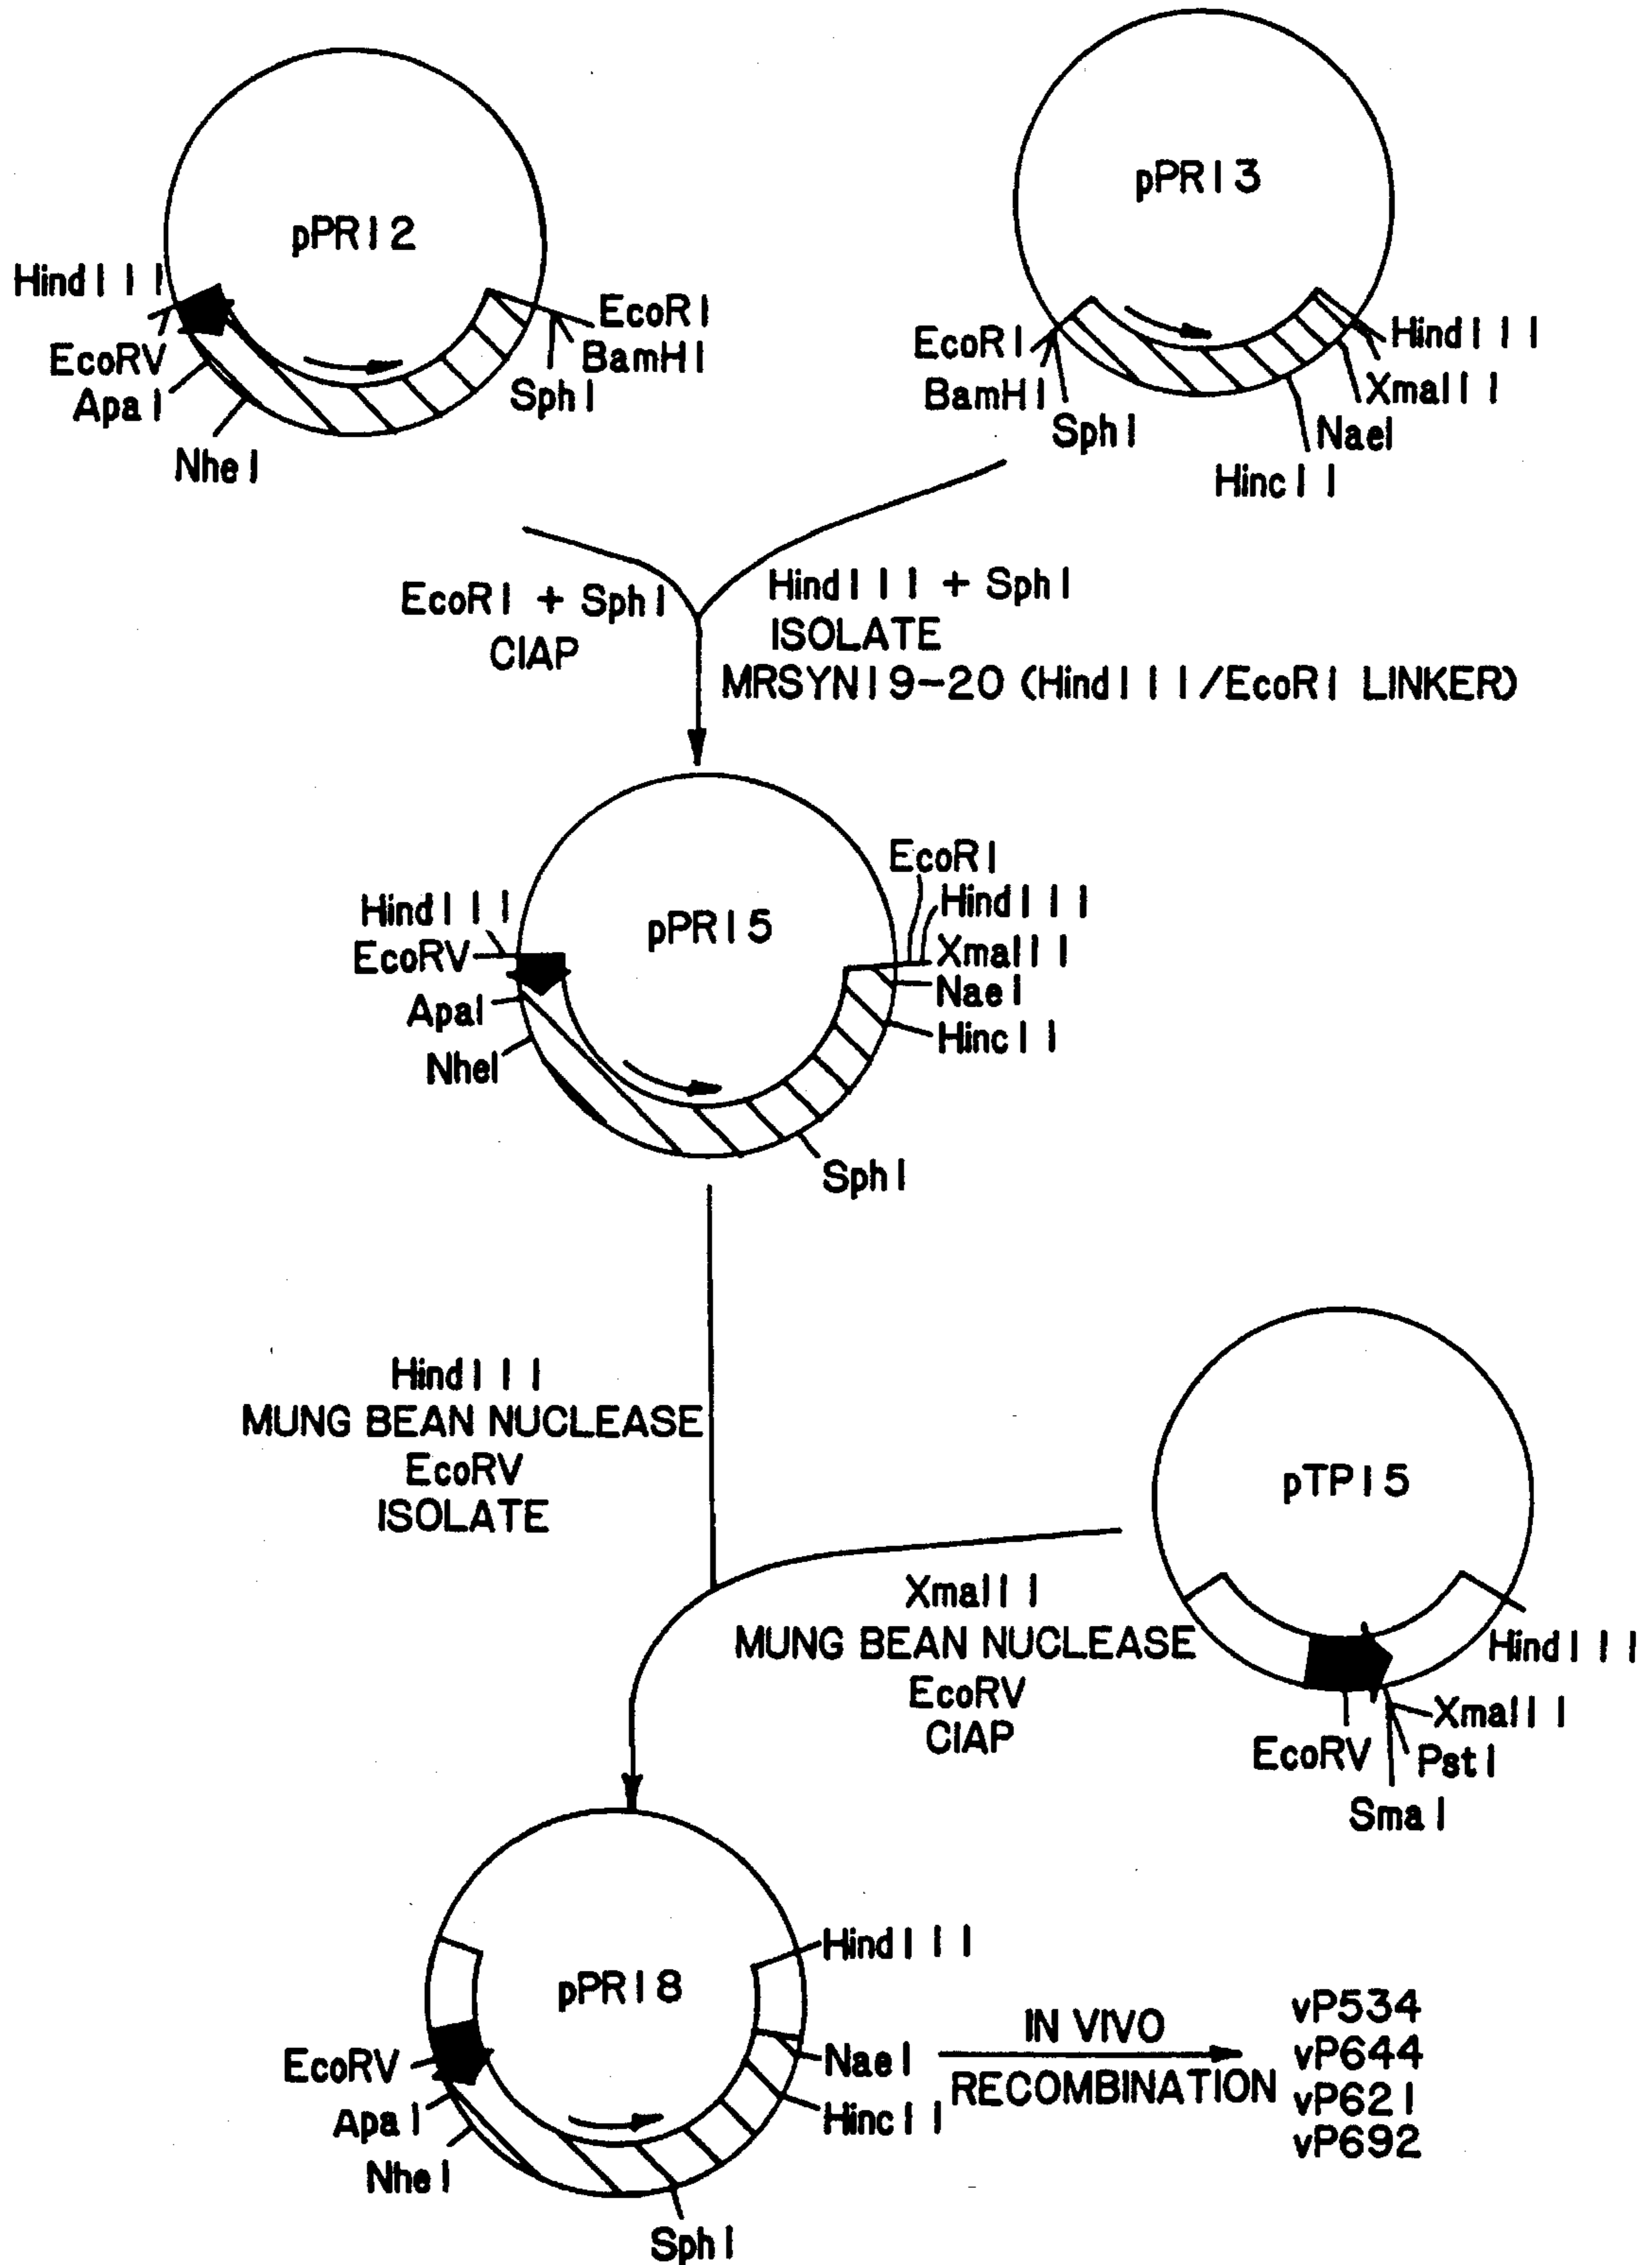 pPR12
HindIII
EcoRV
ApaI
NheI
EcoRI
BamHI
SphI
pPR13
EcoRI
BamHI
SphI
HindIII
XmaIII
NaeI
HincII
EcoRI + SphI
CIAP
HindIII + SphI
ISOLATE
MRSYN19-20 (HindIII/EcoRI LINKER)
pPR15
HindIII
EcoRV
ApaI
NheI
EcoRI
HindIII
XmaIII
NaeI
HincII
SphI
HindIII
MUNG BEAN NUCLEASE
EcoRV
ISOLATE
pTP15
HindIII
XmaIII
PstI
EcoRV
SmaI
XmaIII
MUNG BEAN NUCLEASE
EcoRV
CIAP
pPR18
HindIII
EcoRV
ApaI
NheI
NaeI
HincII
SphI
IN VIVO
RECOMBINATION
vP534
vP644
vP621
vP692